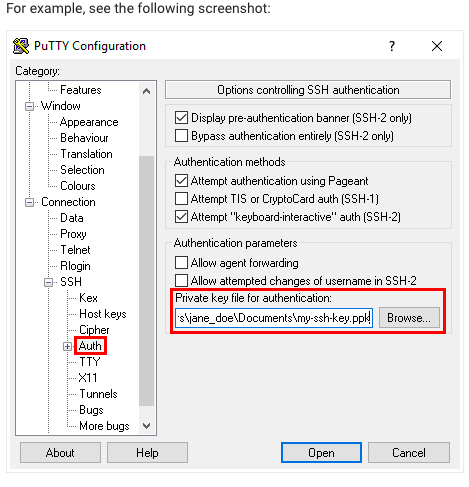 For example, see the following screenshot:
PuTTY Configuration
?
Category:
Features
Window
Appearance
Behaviour
Translation
Selection
Colours
Connection
Data
Proxy
Telnet
Rlogin
SSH
Kex
Host keys
Cipher
Auth
TTY
X11
Tunnels
Bugs
More bugs
Options controlling SSH authentication
Display pre-authentication banner (SSH-2 only)
Bypass authentication entirely (SSH-2 only)
Authentication methods
Attempt authentication using Pageant
Attempt TIS or CryptoCard auth (SSH-1)
Attempt "keyboard-interactive" auth (SSH-2)
Authentication parameters
Allow agent forwarding
Allow attempted changes of username in SSH-2
Private key file for authentication:
s\jane_doe\Documents\my-ssh-key.ppk
Browse...
About
Help
Open
Cancel